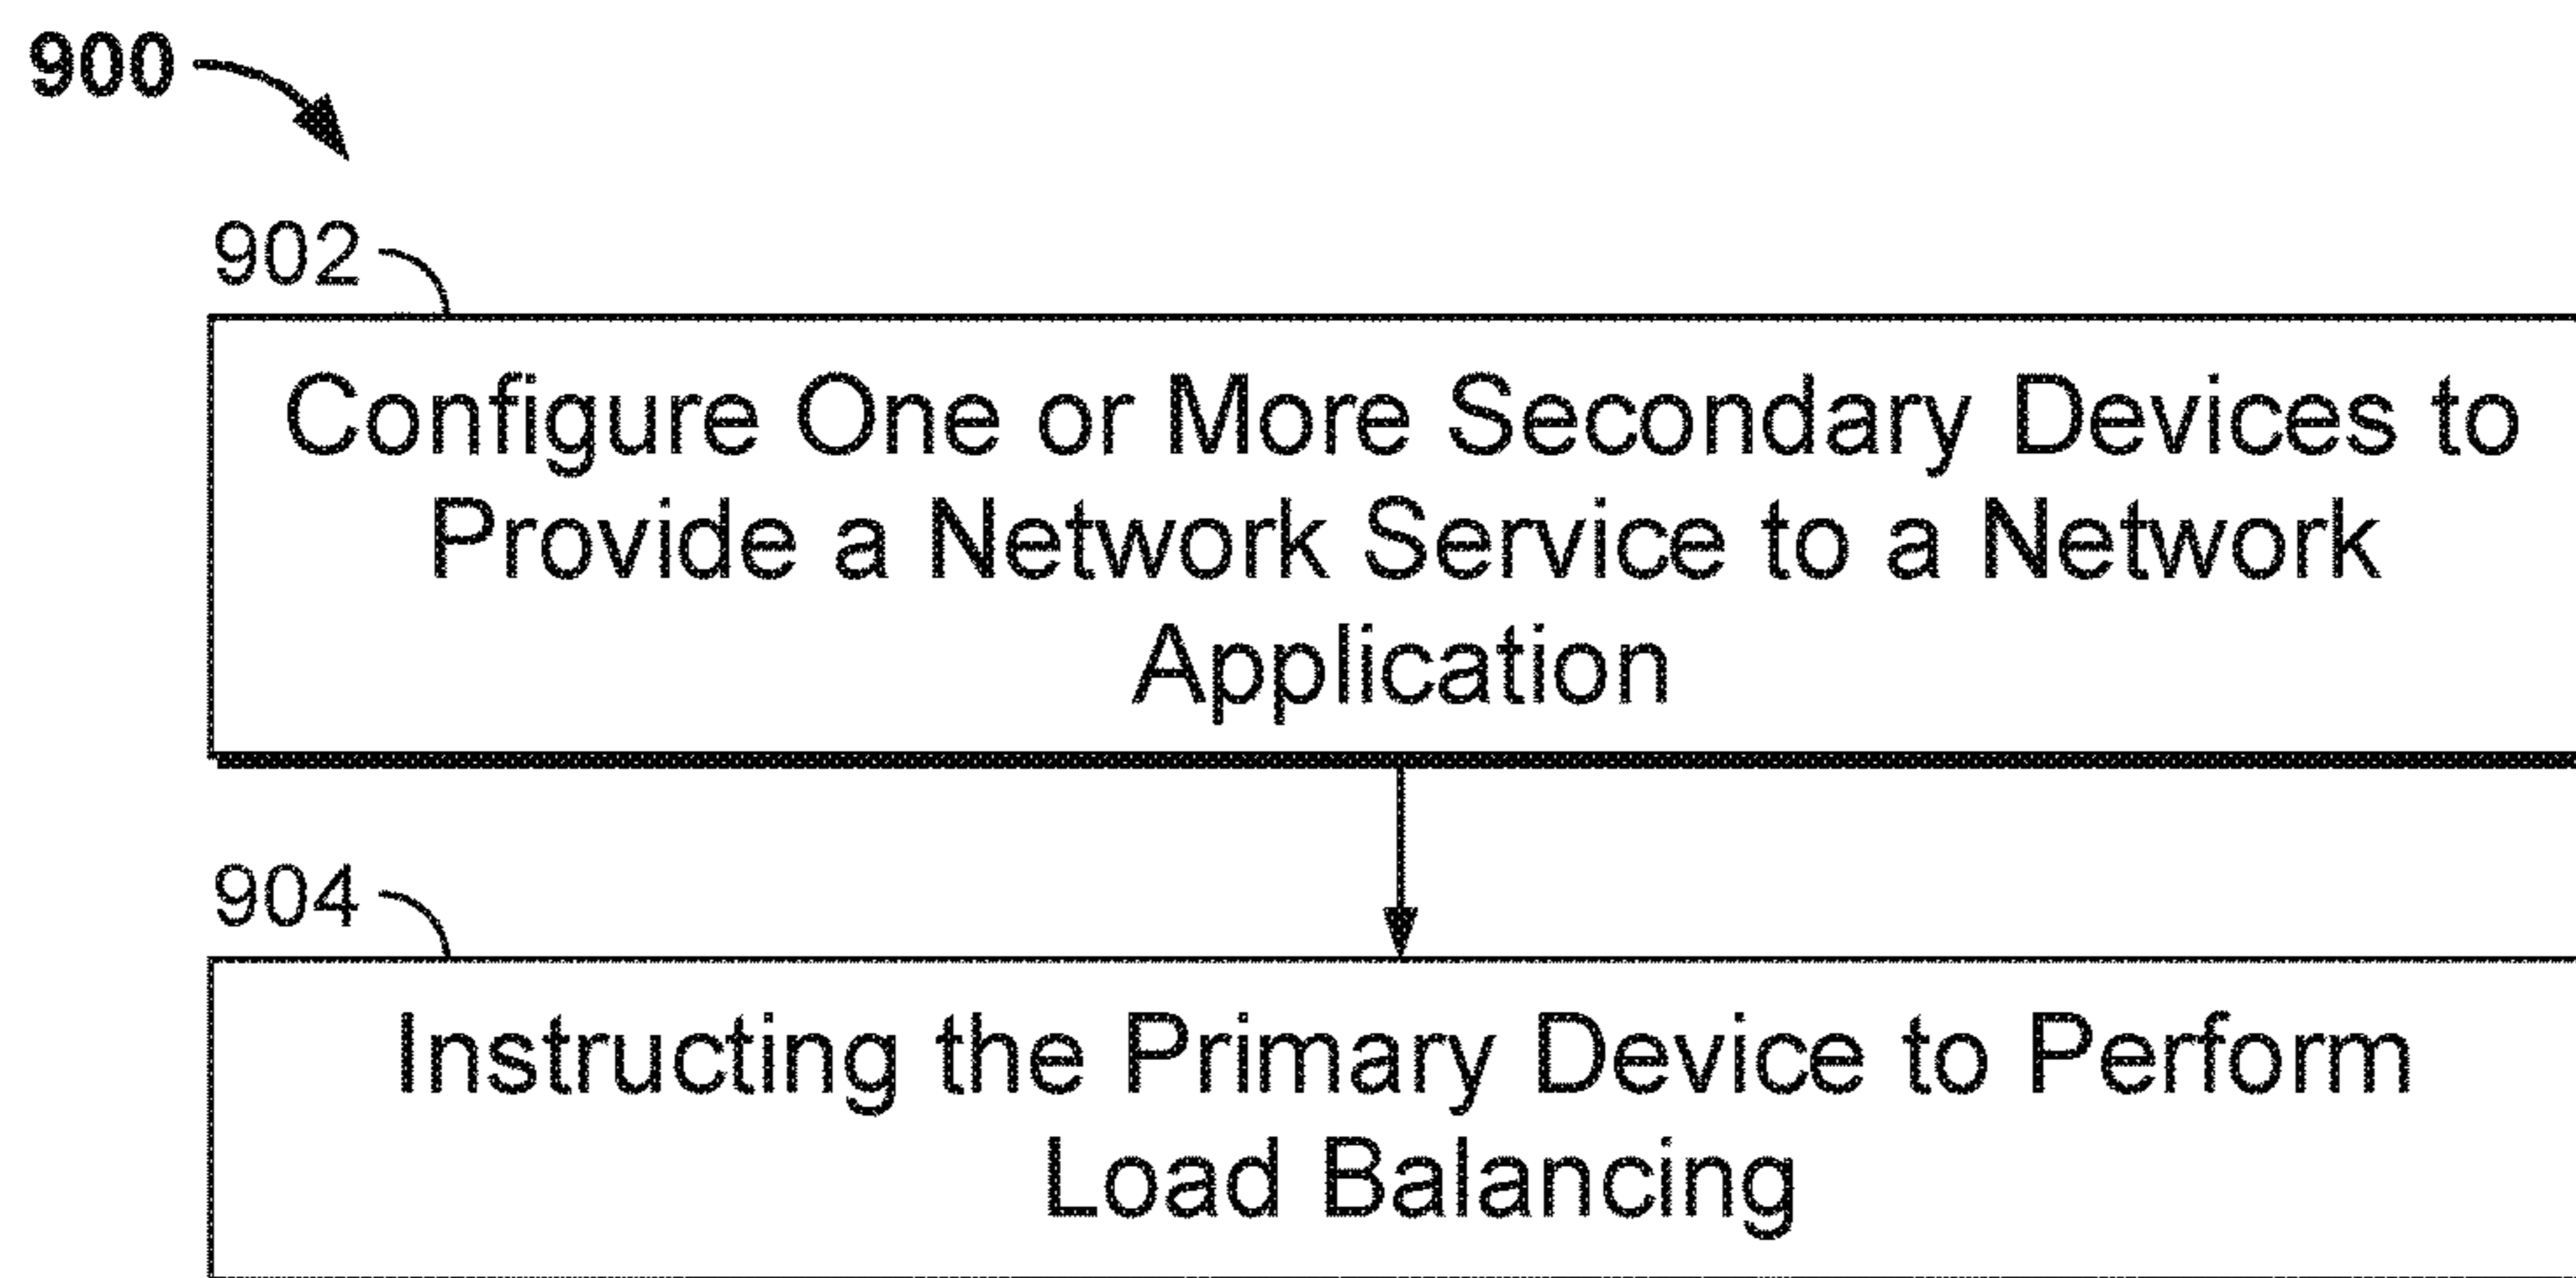 900
902
Configure One or More Secondary Devices to
Provide a Network Service to a Network
Application
904
Instructing the Primary Device to Perform
Load Balancing